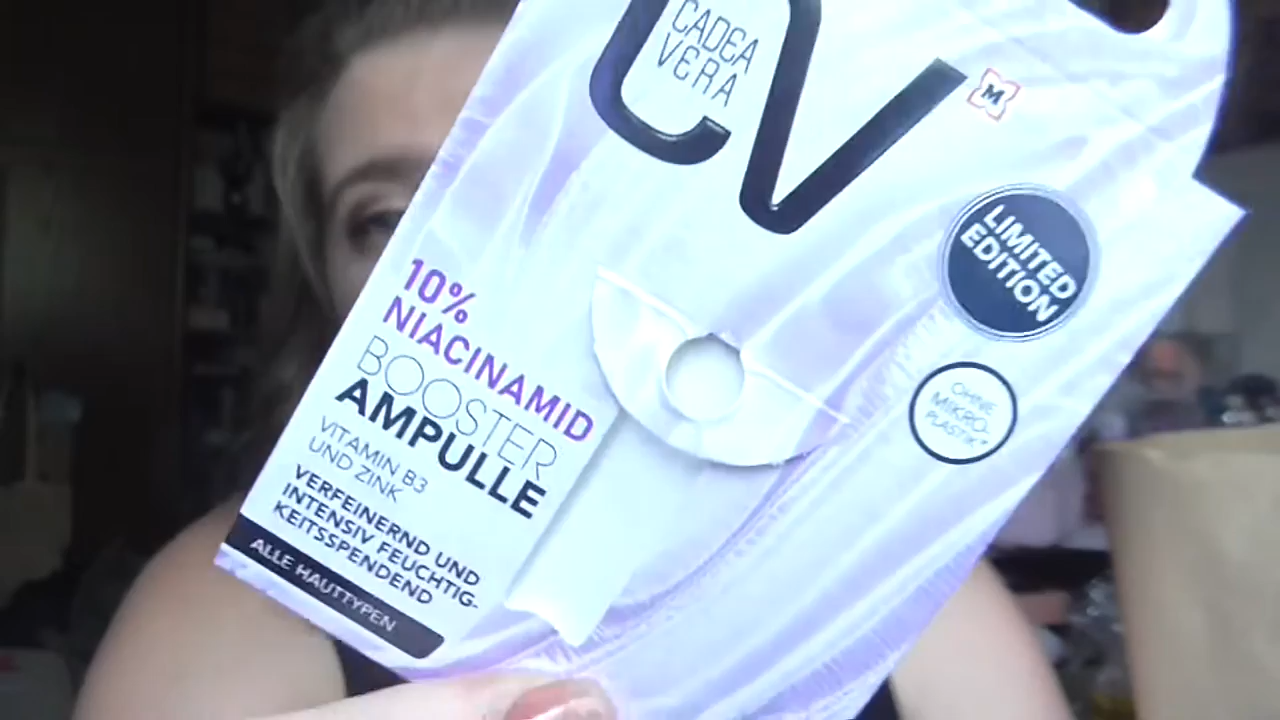 CV
CADEA
VERA
M
LIMITED
EDITION
OHNE
MIKRO-
PLASTIK*
10%
NIACINAMID
BOOSTER
AMPULLE
VITAMIN B3
UND ZINK
VERFEINERND UND
INTENSIV FEUCHTIG-
KEITSSPENDEND
ALLE HAUTTYPEN